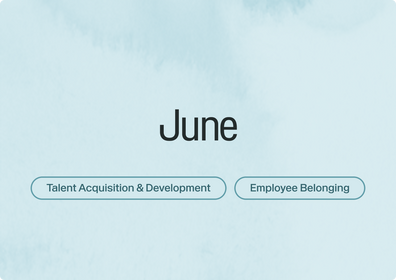 June
Talent Acquisition & Development Employee Belonging